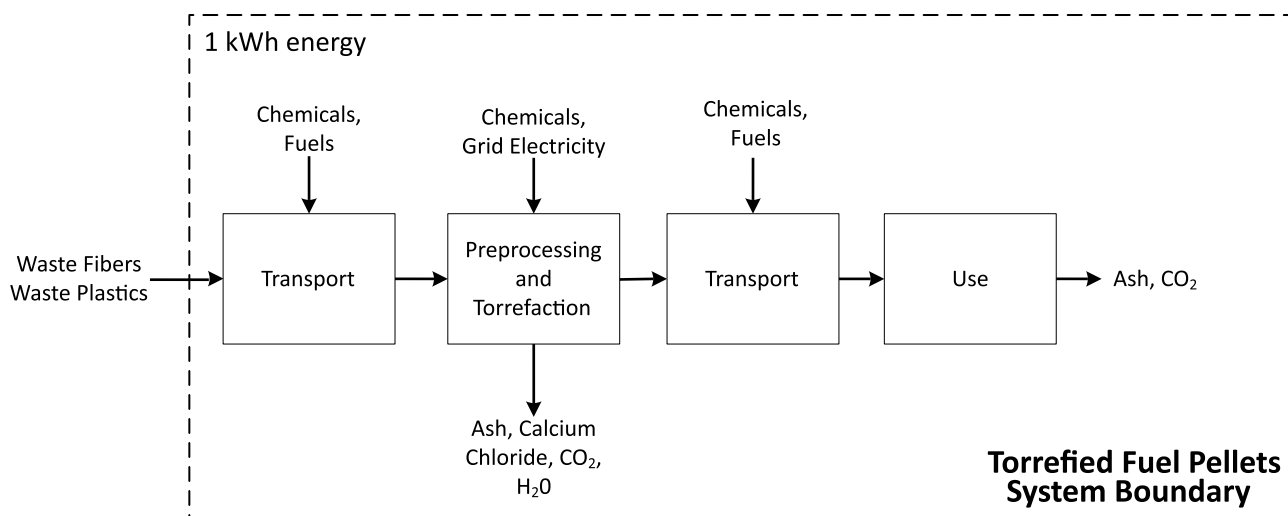 1 kWh energy
Chemicals,
Fuels
Chemicals,
Grid Electricity
Chemicals,
Fuels
Waste Fibers
Waste Plastics
Transport
Preprocessing
and
Torrefaction
Transport
Use
Ash, CO₂
Ash, Calcium
Chloride, CO₂,
H₂0
Torrefied Fuel Pellets
System Boundary